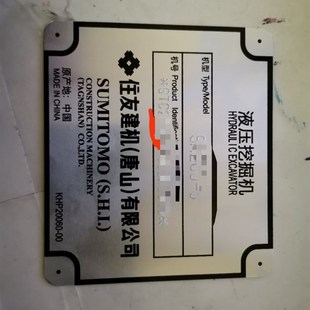 液压挖掘机
HYDRAULIC EXCAVATOR
机型 Type/Model
机号 Product
住友建机(唐山)有限公司
SUMITOMO (S.H.I.)
CONSTRUCTION MACHINERY
(TAGNSHAN) CO.,LTD.
原产地: 中国
MADE IN CHINA
KHP20060-00